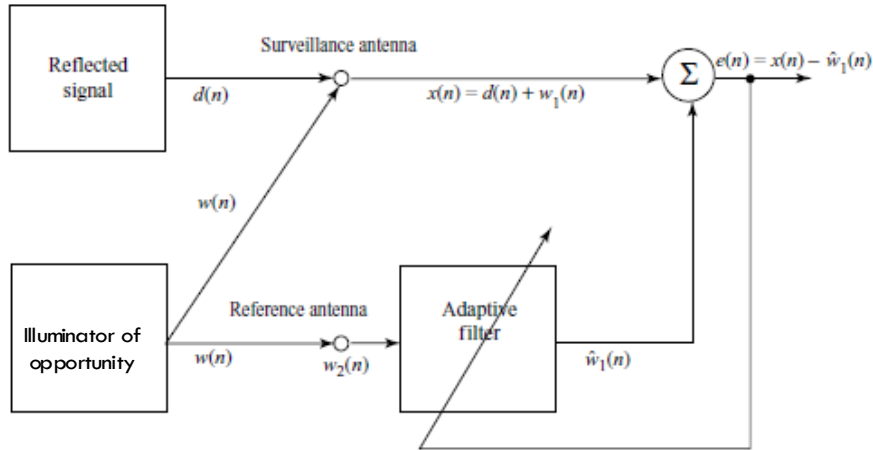 Reflected
signal
Surveillance antenna
d(n)
x(n) = d(n) + w₁(n)
Σ
e(n) = x(n) − ŵ₁(n)
w(n)
Illuminator of
opportunity
Reference antenna
w(n)
w₂(n)
Adaptive
filter
ŵ₁(n)